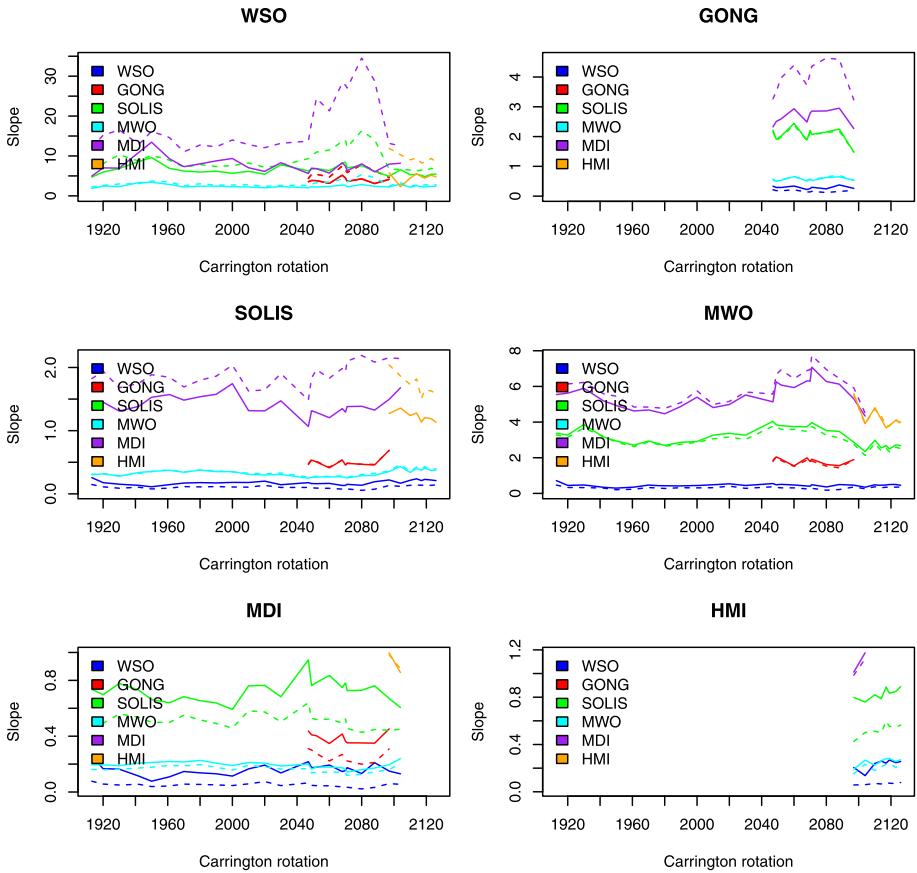 WSO
Slope
0 10 20 30
WSO
GONG
SOLIS
MWO
MDI
HMI
1920 1960 2000 2040 2080 2120
Carrington rotation
GONG
Slope
0 1 2 3 4
WSO
GONG
SOLIS
MWO
MDI
HMI
1920 1960 2000 2040 2080 2120
Carrington rotation
SOLIS
Slope
0.0 1.0 2.0
WSO
GONG
SOLIS
MWO
MDI
HMI
1920 1960 2000 2040 2080 2120
Carrington rotation
MWO
Slope
0 2 4 6 8
WSO
GONG
SOLIS
MWO
MDI
HMI
1920 1960 2000 2040 2080 2120
Carrington rotation
MDI
Slope
0.0 0.4 0.8
WSO
GONG
SOLIS
MWO
MDI
HMI
1920 1960 2000 2040 2080 2120
Carrington rotation
HMI
Slope
0.0 0.4 0.8 1.2
WSO
GONG
SOLIS
MWO
MDI
HMI
1920 1960 2000 2040 2080 2120
Carrington rotation